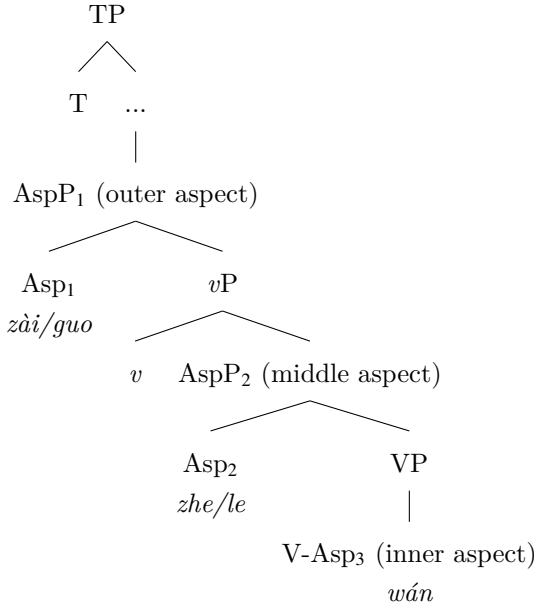 TP
T ...
AspP₁ (outer aspect)
Asp₁ vP
zài/guo
v AspP₂ (middle aspect)
Asp₂ VP
zhe/le
V-Asp₃ (inner aspect)
wán